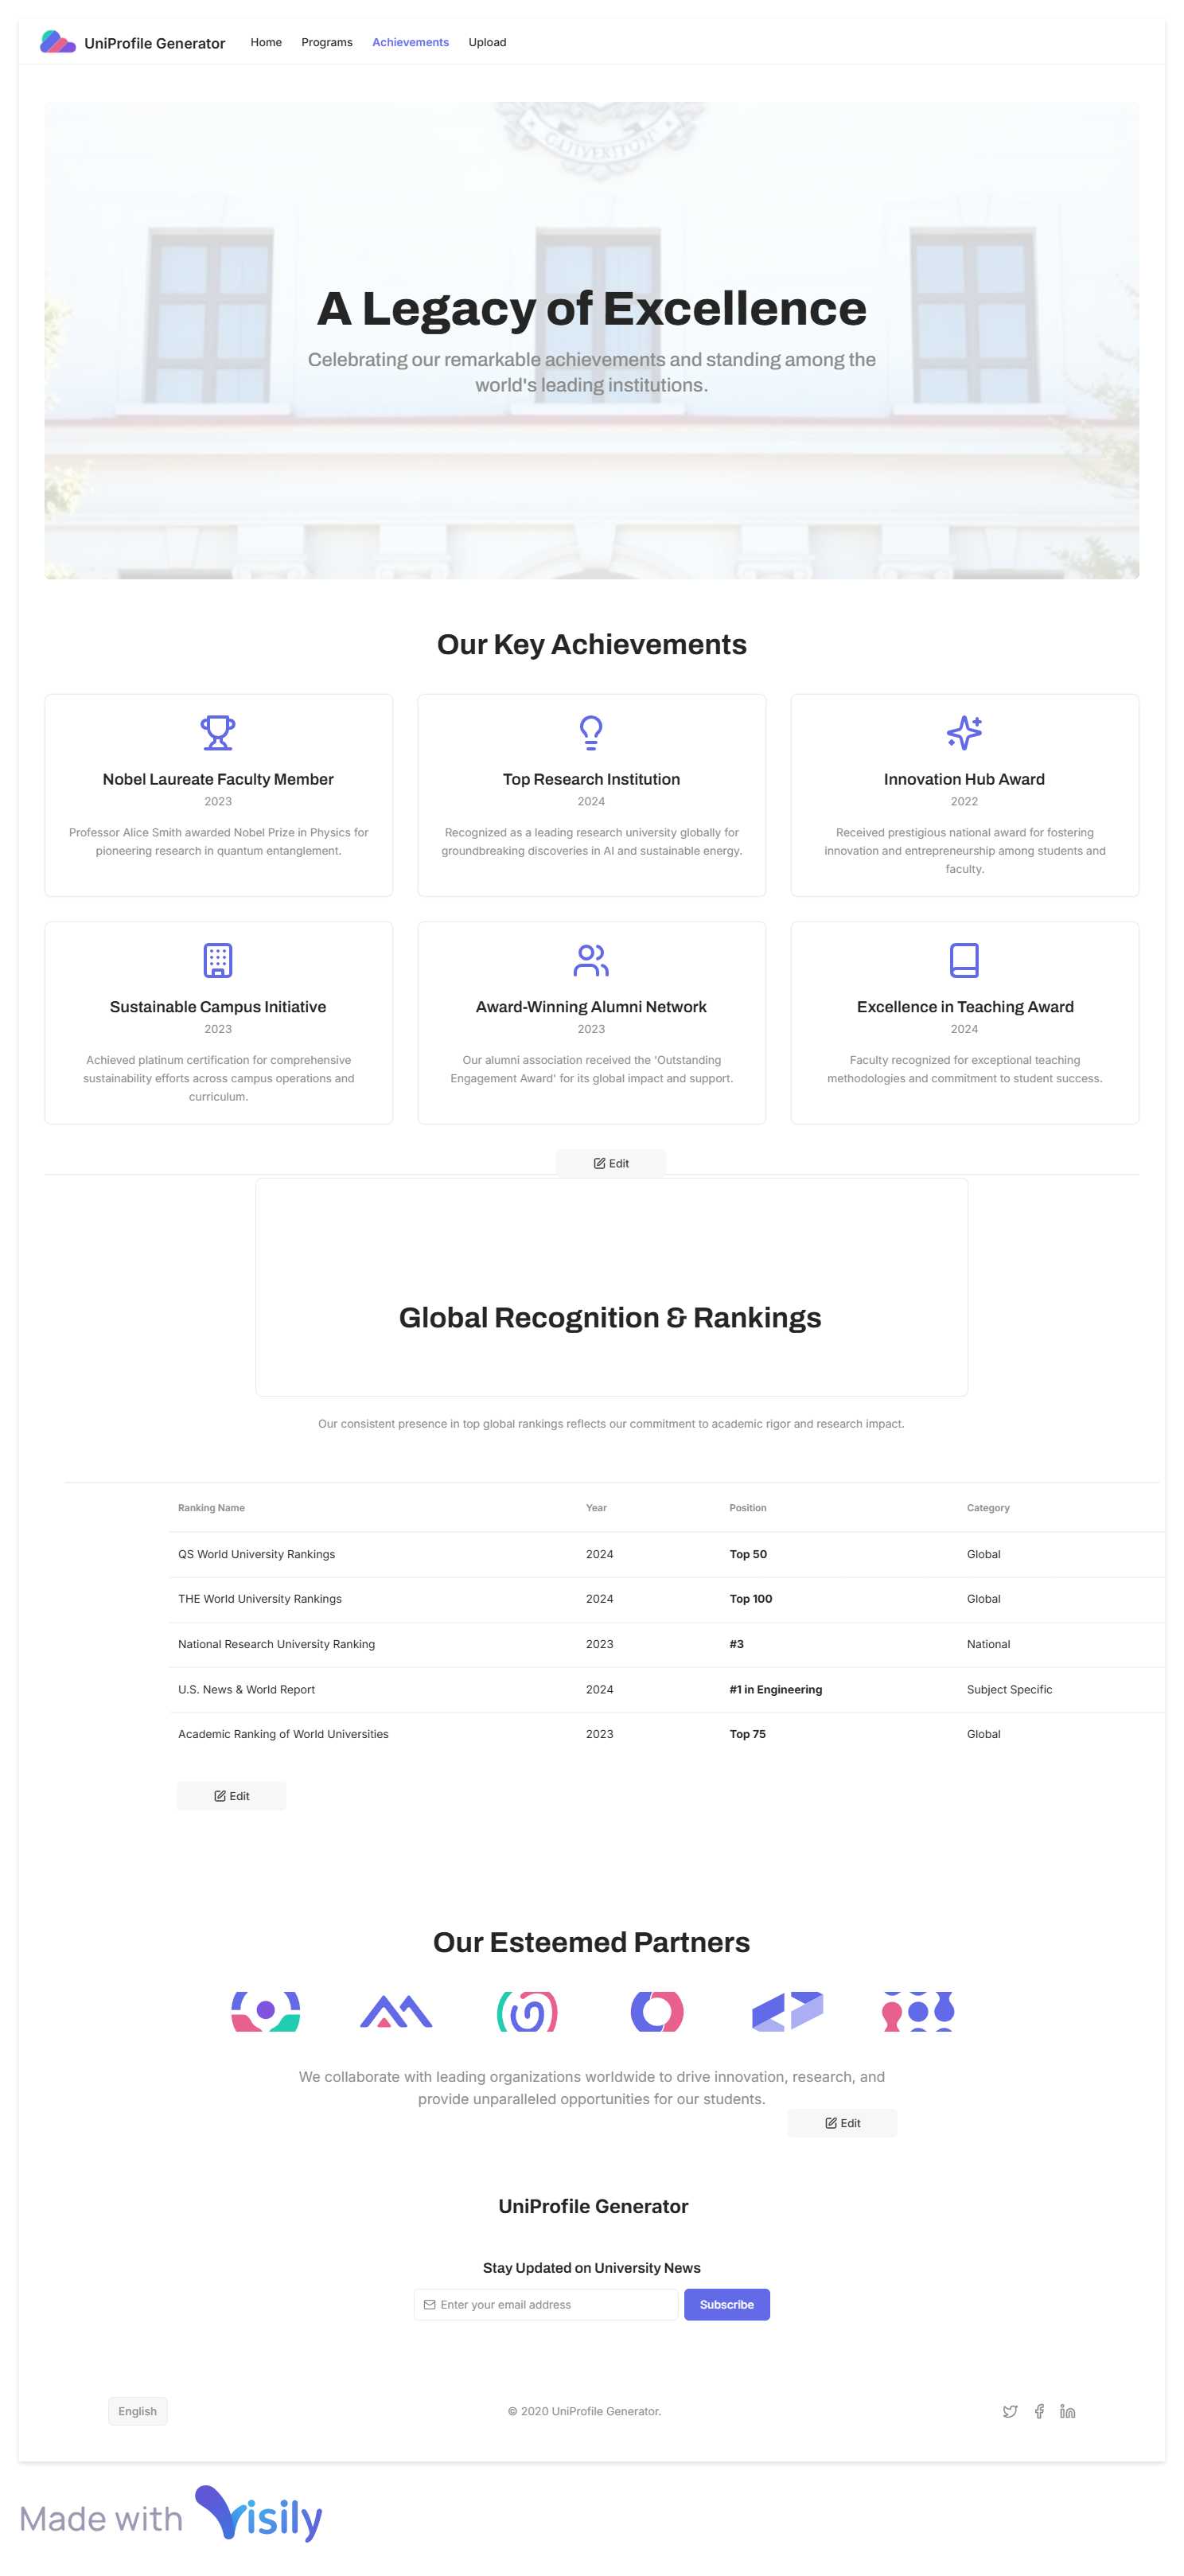 UniProfile Generator
Home
Programs
Achievements
Upload
A Legacy of Excellence
Celebrating our remarkable achievements and standing among the
world's leading institutions.
Our Key Achievements
Nobel Laureate Faculty Member
2023
Professor Alice Smith awarded Nobel Prize in Physics for
pioneering research in quantum entanglement.
Top Research Institution
2024
Recognized as a leading research university globally for
groundbreaking discoveries in AI and sustainable energy.
Innovation Hub Award
2022
Received prestigious national award for fostering
innovation and entrepreneurship among students and
faculty.
Sustainable Campus Initiative
2023
Achieved platinum certification for comprehensive
sustainability efforts across campus operations and
curriculum.
Award-Winning Alumni Network
2023
Our alumni association received the 'Outstanding
Engagement Award' for its global impact and support.
Excellence in Teaching Award
2024
Faculty recognized for exceptional teaching
methodologies and commitment to student success.
Edit
Global Recognition & Rankings
Our consistent presence in top global rankings reflects our commitment to academic rigor and research impact.
Ranking Name Year Position Category
QS World University Rankings 2024 Top 50 Global
THE World University Rankings 2024 Top 100 Global
National Research University Ranking 2023 #3 National
U.S. News & World Report 2024 #1 in Engineering Subject Specific
Academic Ranking of World Universities 2023 Top 75 Global
Edit
Our Esteemed Partners
We collaborate with leading organizations worldwide to drive innovation, research, and
provide unparalleled opportunities for our students.
Edit
UniProfile Generator
Stay Updated on University News
Enter your email address
Subscribe
English
© 2020 UniProfile Generator.
Made with Visily